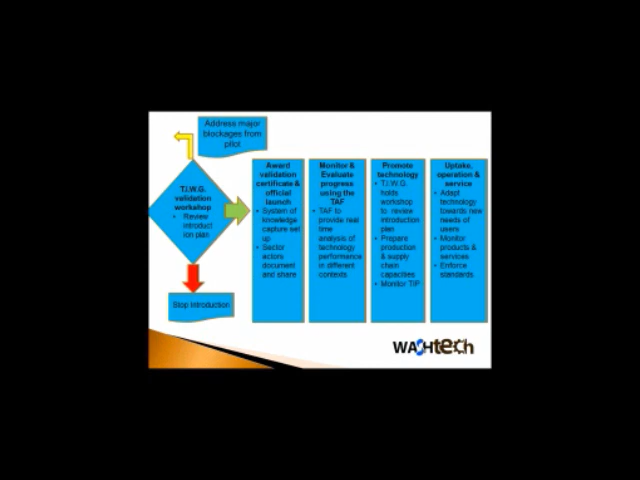 Address major
blockages from
pilot
T.I.W.G.
validation
workshop
• Review
introduct
ion plan
Stop introduction
Award
validation
certificate &
official
launch
• System of
knowledge
capture set
up
• Sector
actors
document
and share
Monitor &
Evaluate
progress
using the
TAF
• TAF to
provide real
time
analysis of
technology
performance
in different
contexts
Promote
technology
• T.I.W.G.
holds
workshop
to review
introduction
plan
• Prepare
production
& supply
chain
capacities
• Monitor TIP
Uptake,
operation &
service
• Adapt
technology
towards new
needs of
users
• Monitor
products &
services
• Enforce
standards
WASHtech